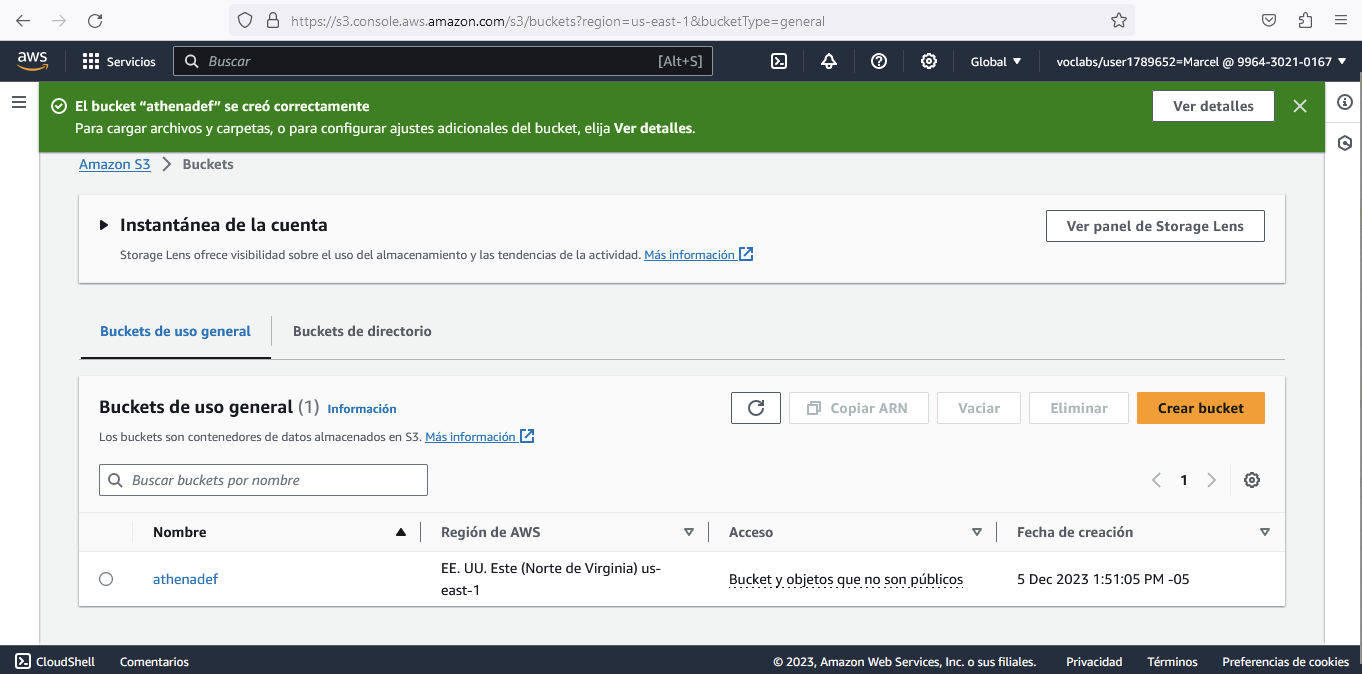 https://s3.console.aws.amazon.com/s3/buckets?region=us-east-1&bucketType=general
aws
Servicios
Buscar
[Alt+S]
Global
voclabs/user1789652=Marcel @ 9964-3021-0167
El bucket “athenadef” se creó correctamente
Para cargar archivos y carpetas, o para configurar ajustes adicionales del bucket, elija Ver detalles.
Ver detalles
Amazon S3
Buckets
Instantánea de la cuenta
Storage Lens ofrece visibilidad sobre el uso del almacenamiento y las tendencias de la actividad. Más información
Ver panel de Storage Lens
Buckets de uso general
Buckets de directorio
Buckets de uso general (1) Información
Los buckets son contenedores de datos almacenados en S3. Más información
Copiar ARN
Vaciar
Eliminar
Crear bucket
Buscar buckets por nombre
1
Nombre
Región de AWS
Acceso
Fecha de creación
athenadef
EE. UU. Este (Norte de Virginia) us-
east-1
Bucket y objetos que no son públicos
5 Dec 2023 1:51:05 PM -05
CloudShell
Comentarios
© 2023, Amazon Web Services, Inc. o sus filiales.
Privacidad
Términos
Preferencias de cookies